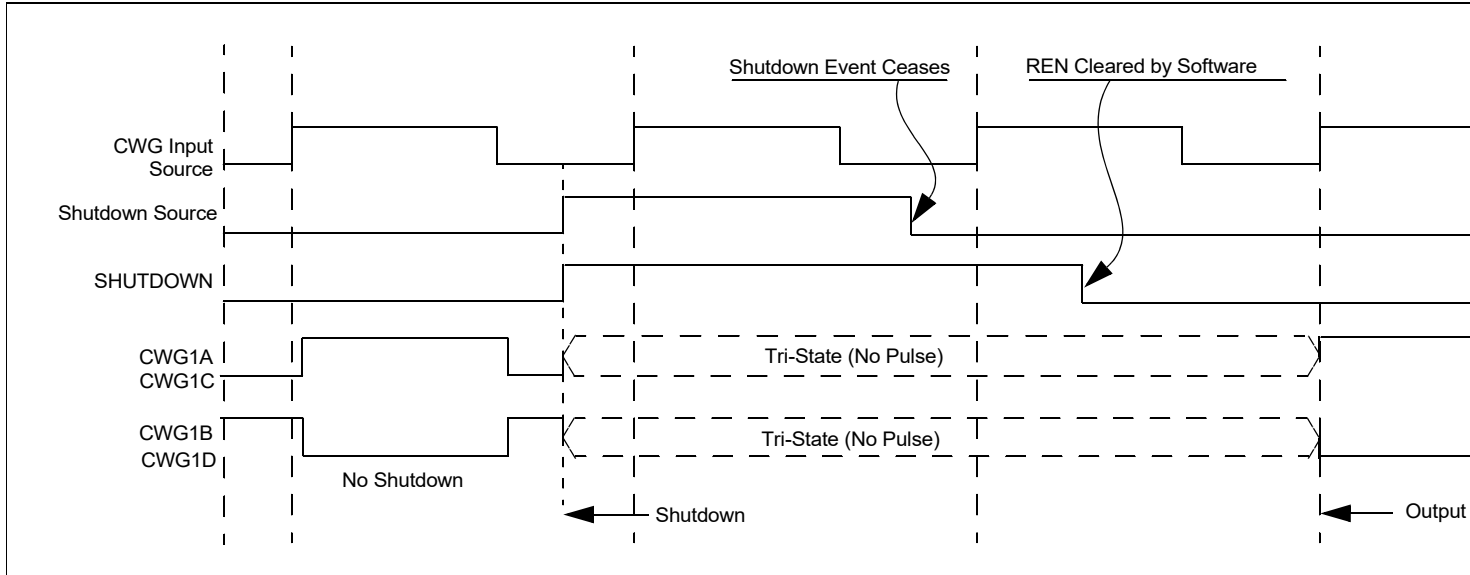 Shutdown Event Ceases
REN Cleared by Software
CWG Input
Source
Shutdown Source
SHUTDOWN
CWG1A
CWG1C
Tri-State (No Pulse)
CWG1B
CWG1D
Tri-State (No Pulse)
No Shutdown
Shutdown
Output